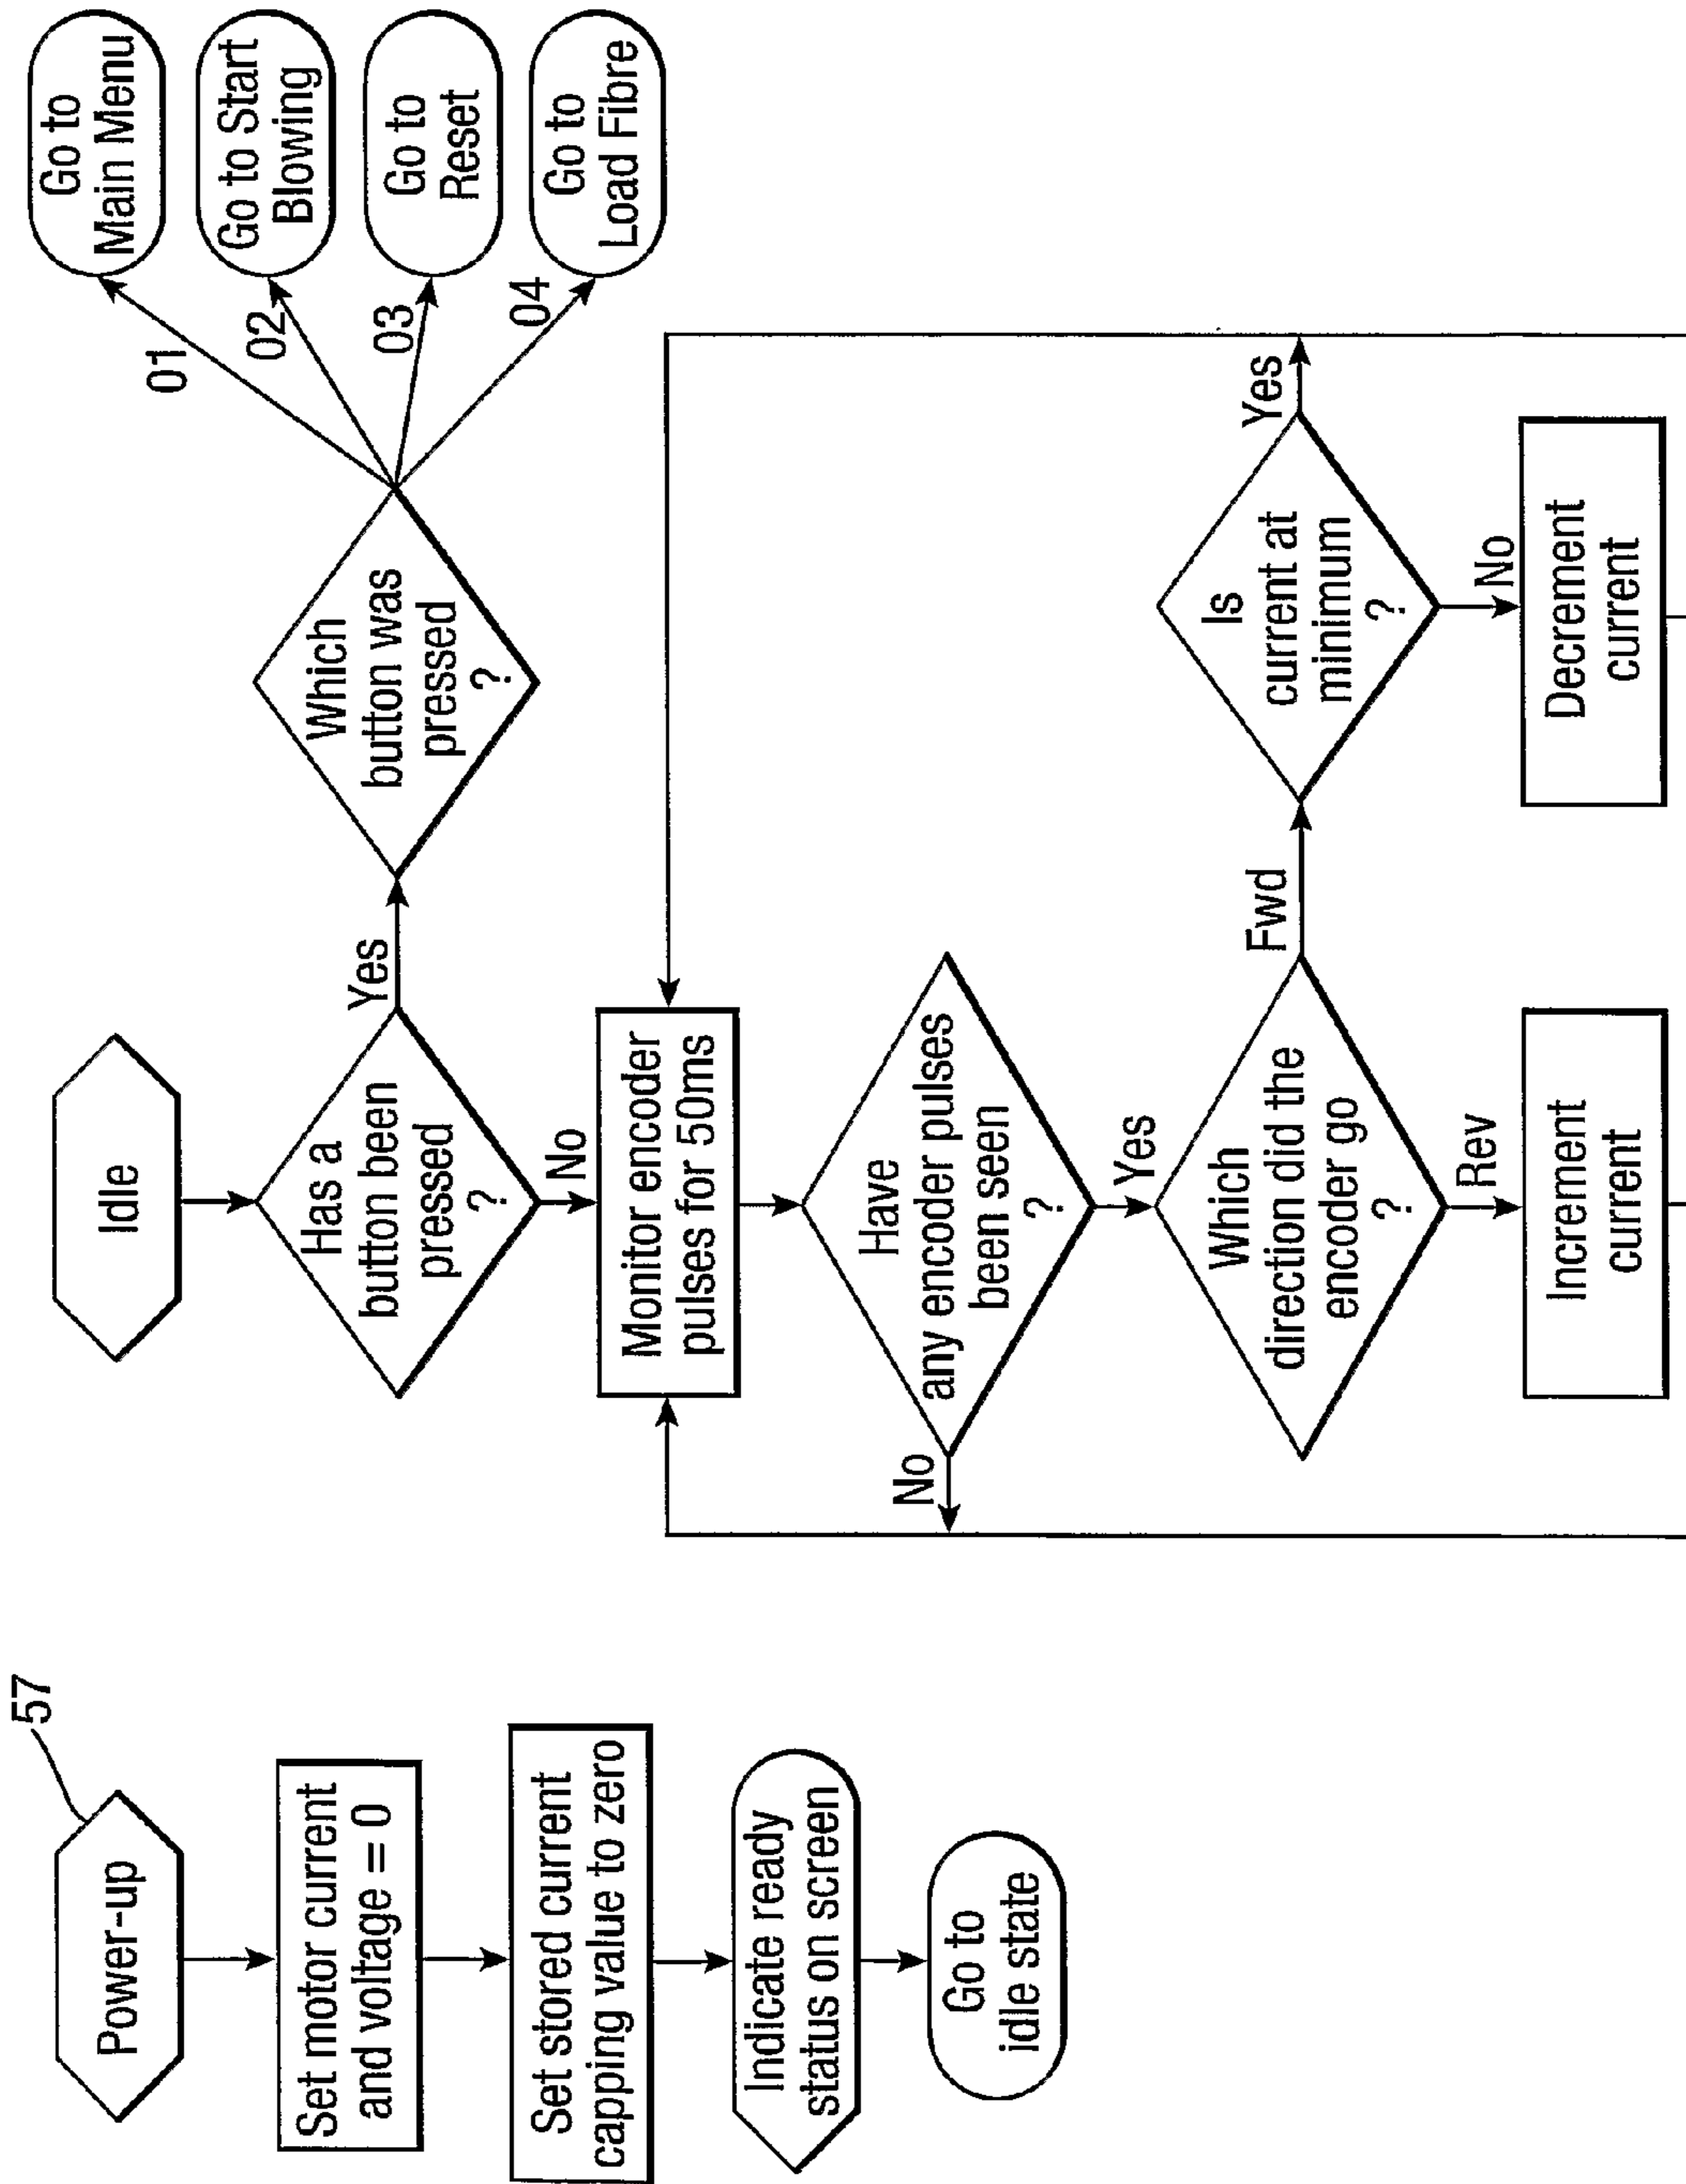 57
Power-up
Set motor current
and voltage = 0
Set stored current
capping value to zero
Indicate ready
status on screen
Go to
idle state
Idle
Has a
button been
pressed
?
Yes
No
Which
button was
pressed
?
01
02
03
04
Go to
Main Menu
Go to Start
Blowing
Go to
Reset
Go to
Load Fibre
Monitor encoder
pulses for 50ms
Have
any encoder pulses
been seen
?
No
Yes
Which
direction did the
encoder go
?
Fwd
Rev
Is
current at
minimum
?
Yes
No
Increment
current
Decrement
current